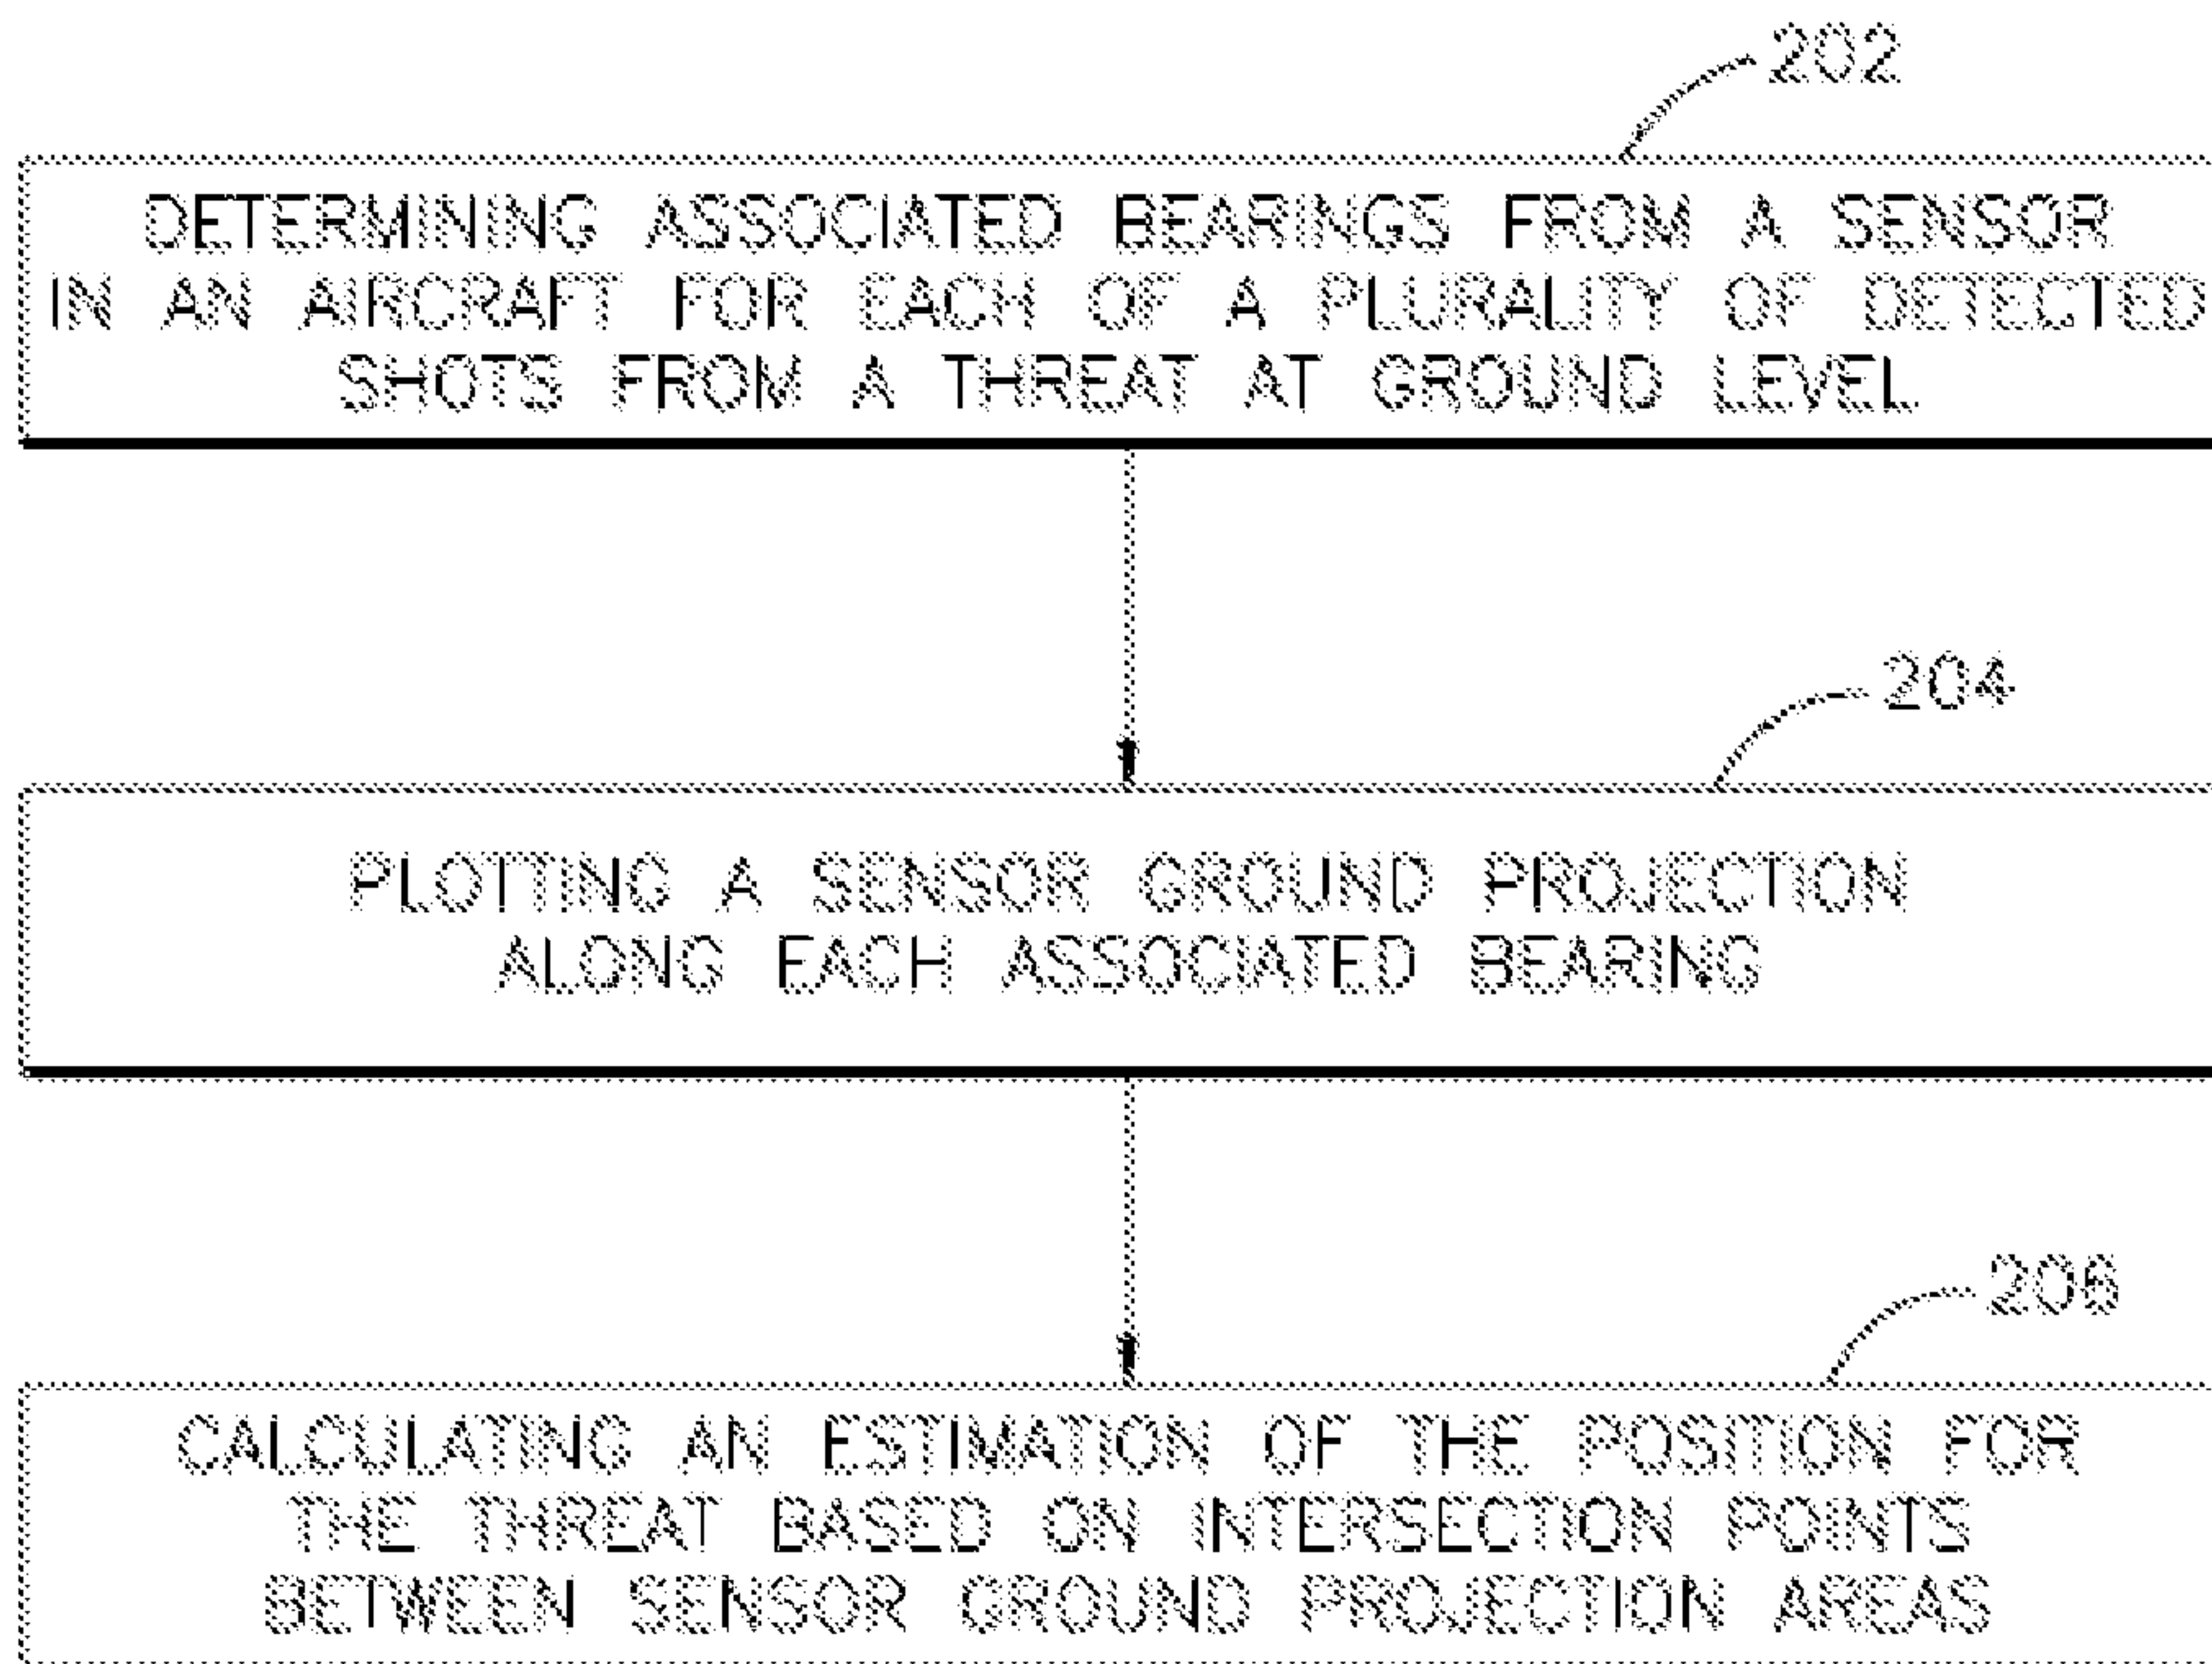 202
DETERMINING ASSOCIATED BEARINGS FROM A SENSOR
IN AN AIRCRAFT FOR EACH OF A PLURALITY OF DETECTED
SHOTS FROM A THREAT AT GROUND LEVEL
204
PLOTTING A SENSOR GROUND PROJECTION
ALONG EACH ASSOCIATED BEARING
206
CALCULATING AN ESTIMATION OF THE POSITION FOR
THE THREAT BASED ON INTERSECTION POINTS
BETWEEN SENSOR GROUND PROJECTION AREAS